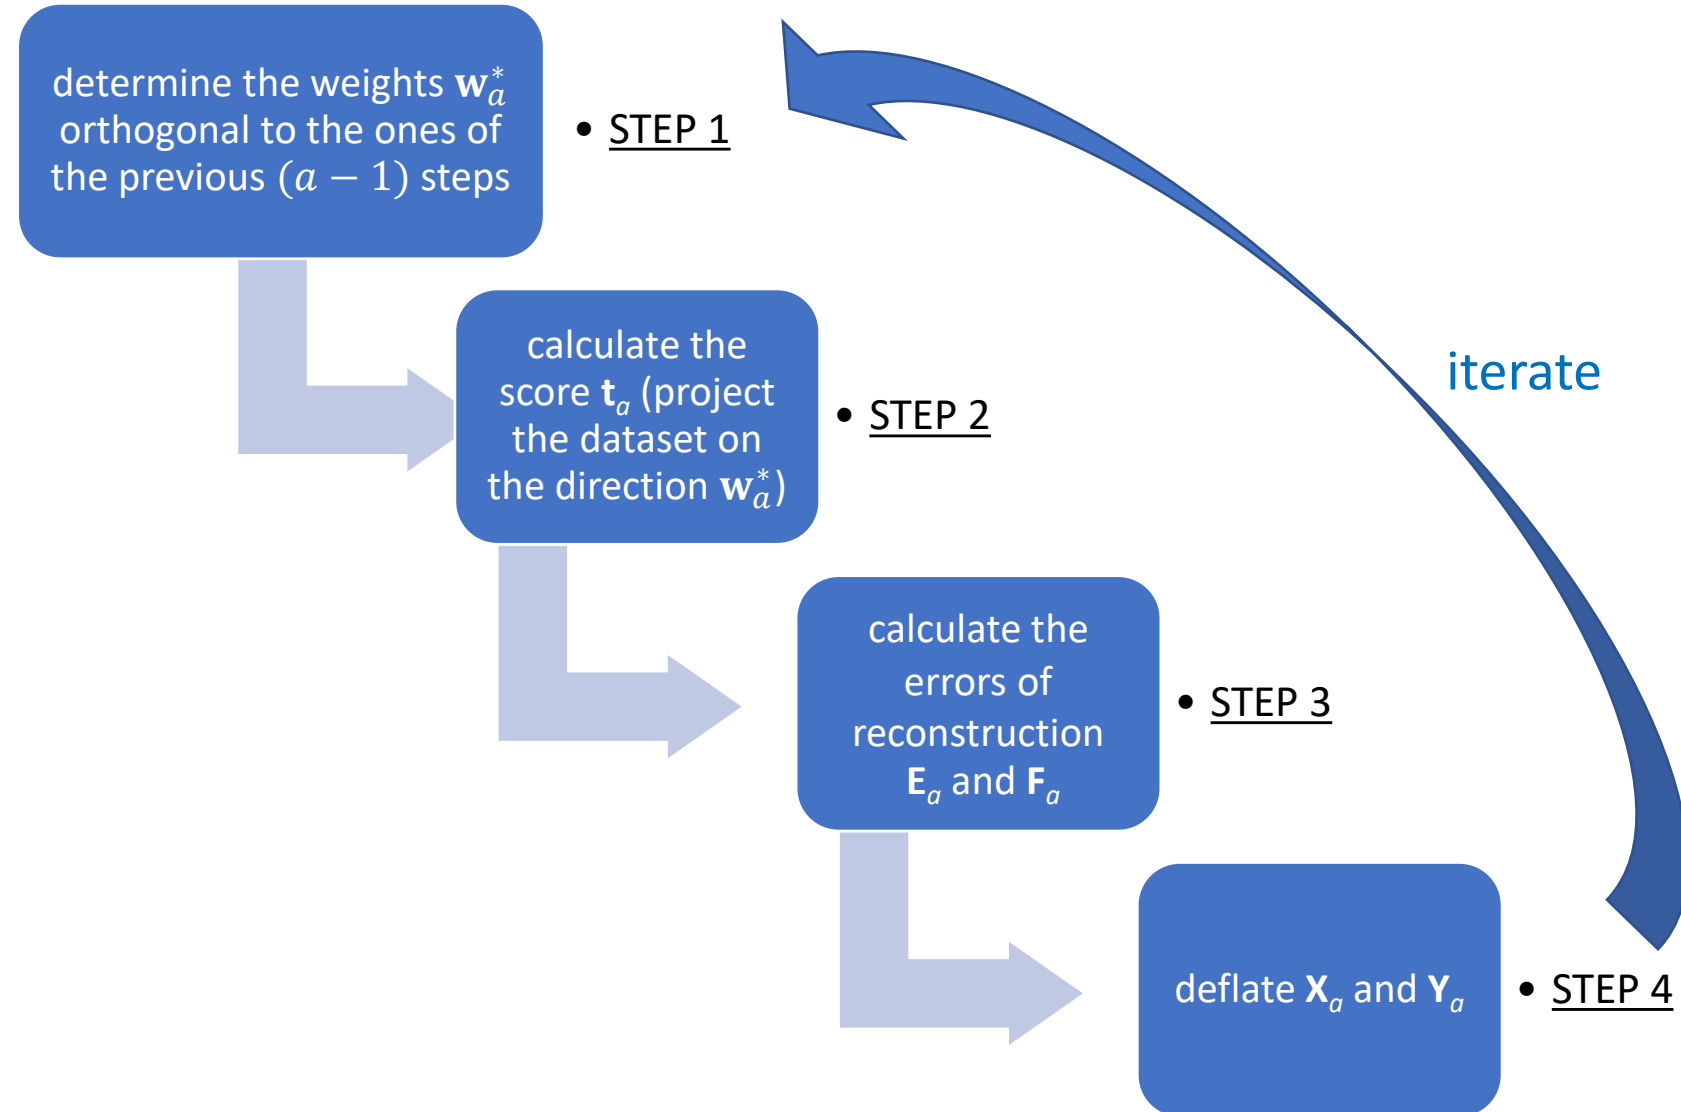 determine the weights 𝐰ₐ*
orthogonal to the ones of
the previous (𝑎 − 1) steps
• STEP 1
calculate the
score 𝐭ₐ (project
the dataset on
the direction 𝐰ₐ*)
• STEP 2
iterate
calculate the
errors of
reconstruction
𝐄ₐ and 𝐅ₐ
• STEP 3
deflate 𝐗ₐ and 𝐘ₐ
• STEP 4